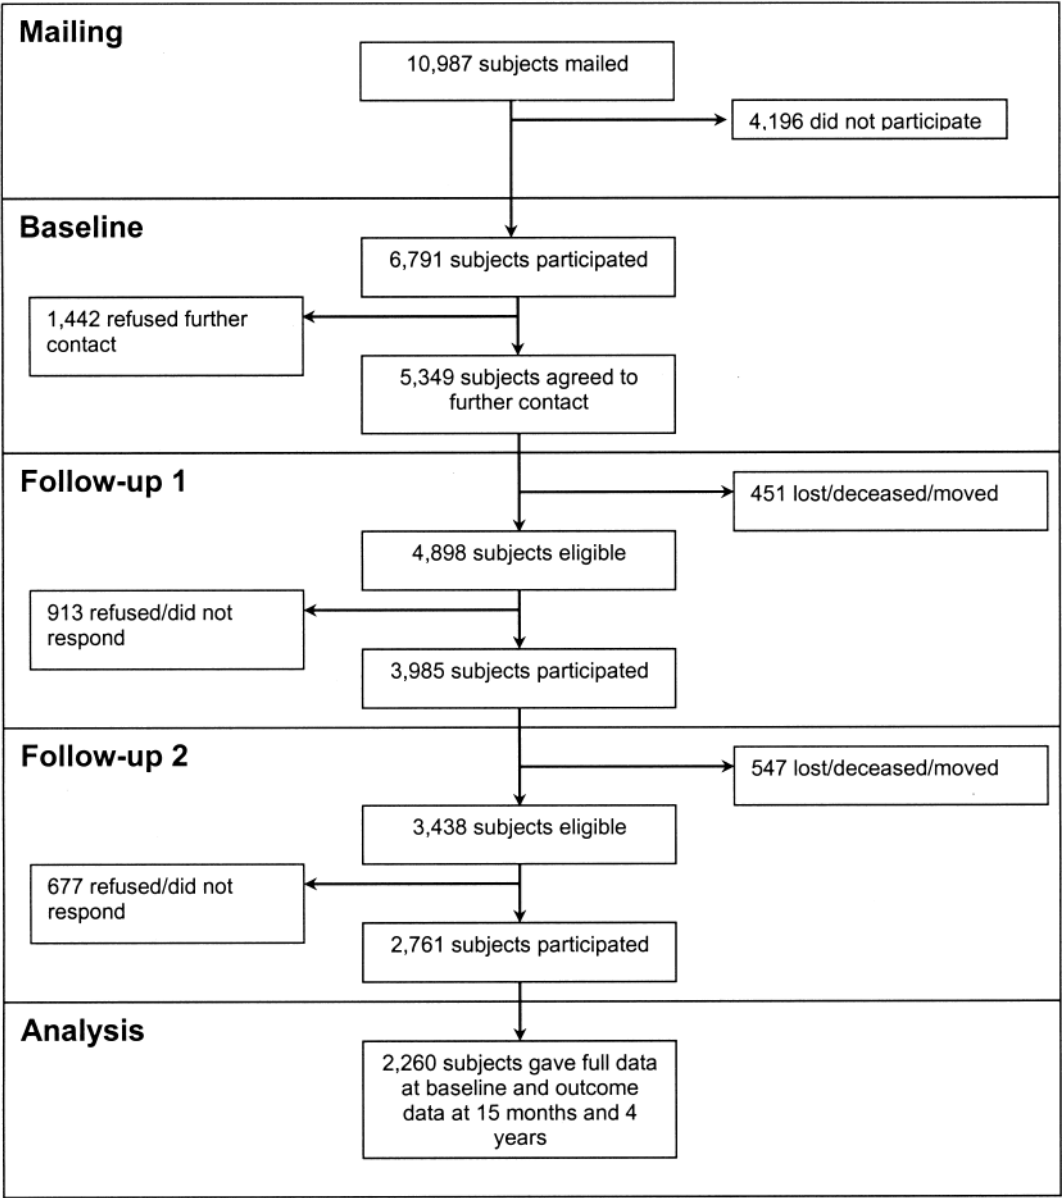 Mailing
10,987 subjects mailed
4,196 did not participate
Baseline
6,791 subjects participated
1,442 refused further
contact
5,349 subjects agreed to
further contact
Follow-up 1
451 lost/deceased/moved
4,898 subjects eligible
913 refused/did not
respond
3,985 subjects participated
Follow-up 2
547 lost/deceased/moved
3,438 subjects eligible
677 refused/did not
respond
2,761 subjects participated
Analysis
2,260 subjects gave full data
at baseline and outcome
data at 15 months and 4
years